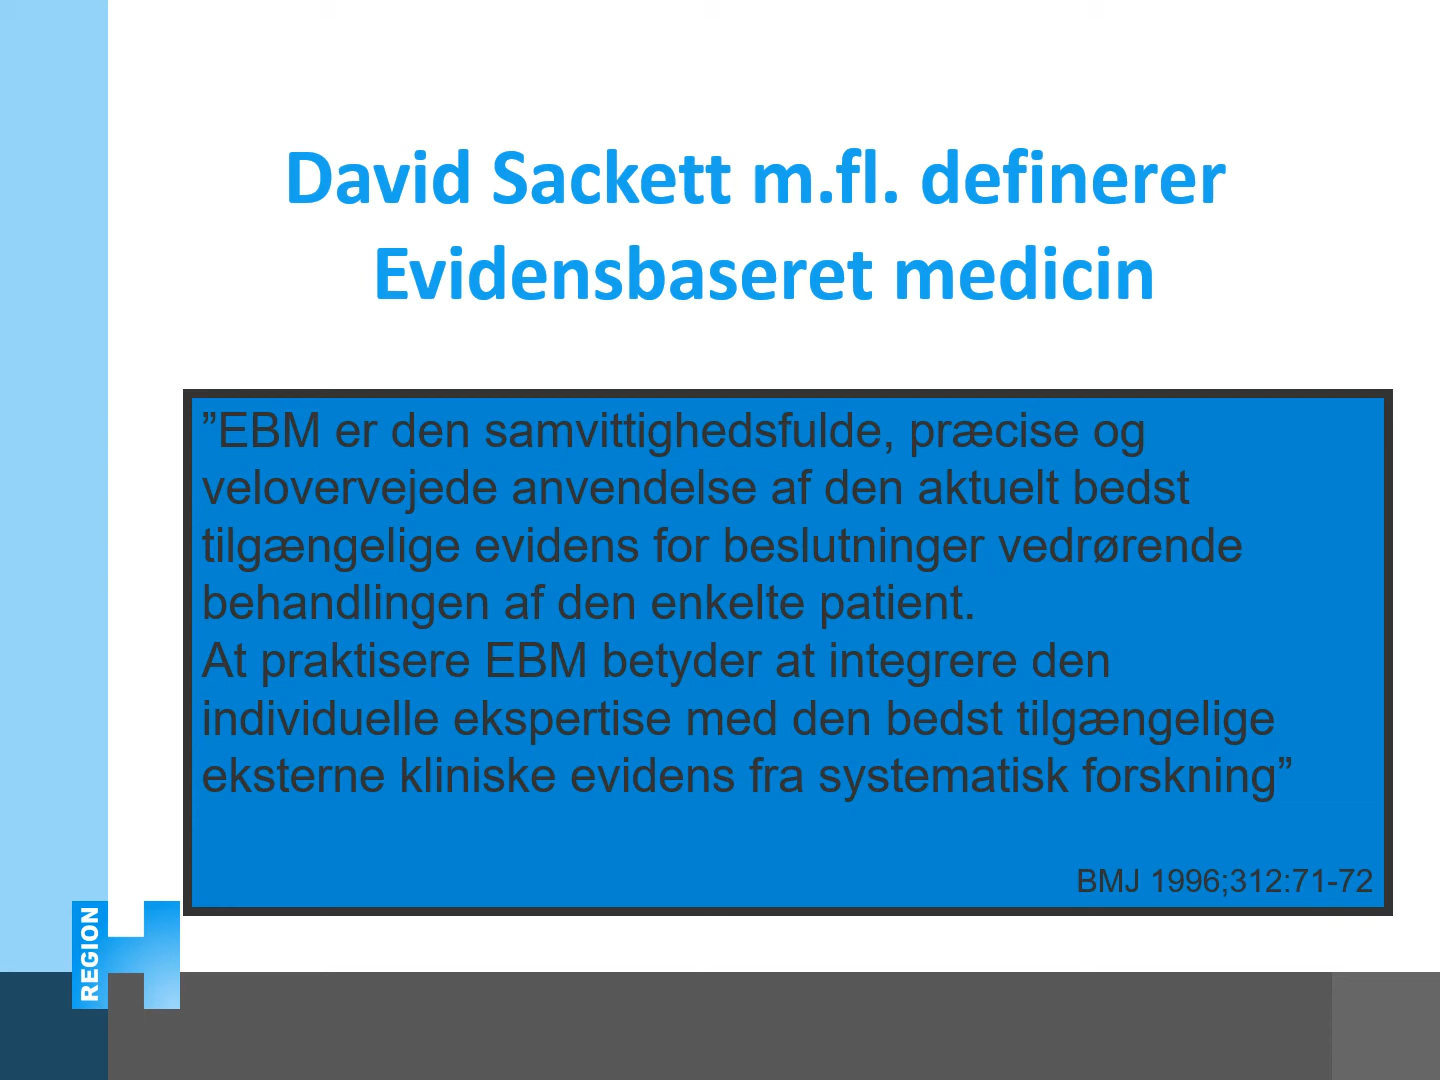 David Sackett m.fl. definerer
Evidensbaseret medicin
”EBM er den samvittighedsfulde, præcise og
velovervejede anvendelse af den aktuelt bedst
tilgængelige evidens for beslutninger vedrørende
behandlingen af den enkelte patient.
At praktisere EBM betyder at integrere den
individuelle ekspertise med den bedst tilgængelige
eksterne kliniske evidens fra systematisk forskning”
BMJ 1996;312:71-72
REGION